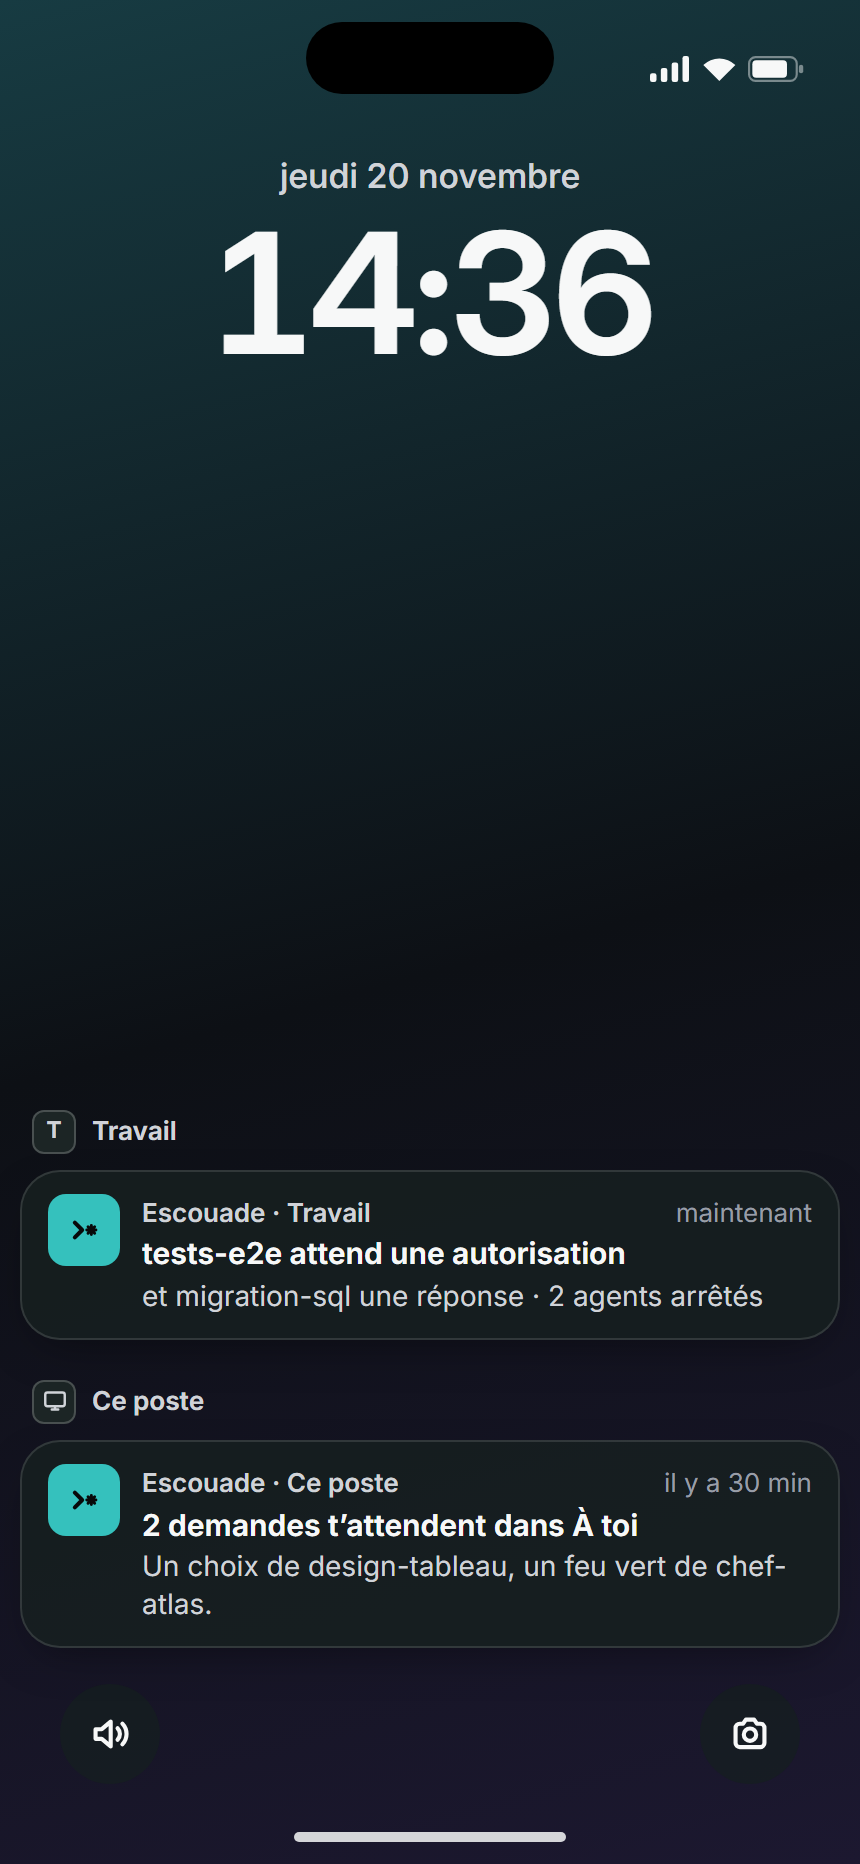 jeudi 20 novembre
14:36
T Travail
Escouade · Travail maintenant
tests-e2e attend une autorisation
et migration-sql une réponse · 2 agents arrêtés
Ce poste
Escouade · Ce poste il y a 30 min
2 demandes t’attendent dans À toi
Un choix de design-tableau, un feu vert de chef-
atlas.